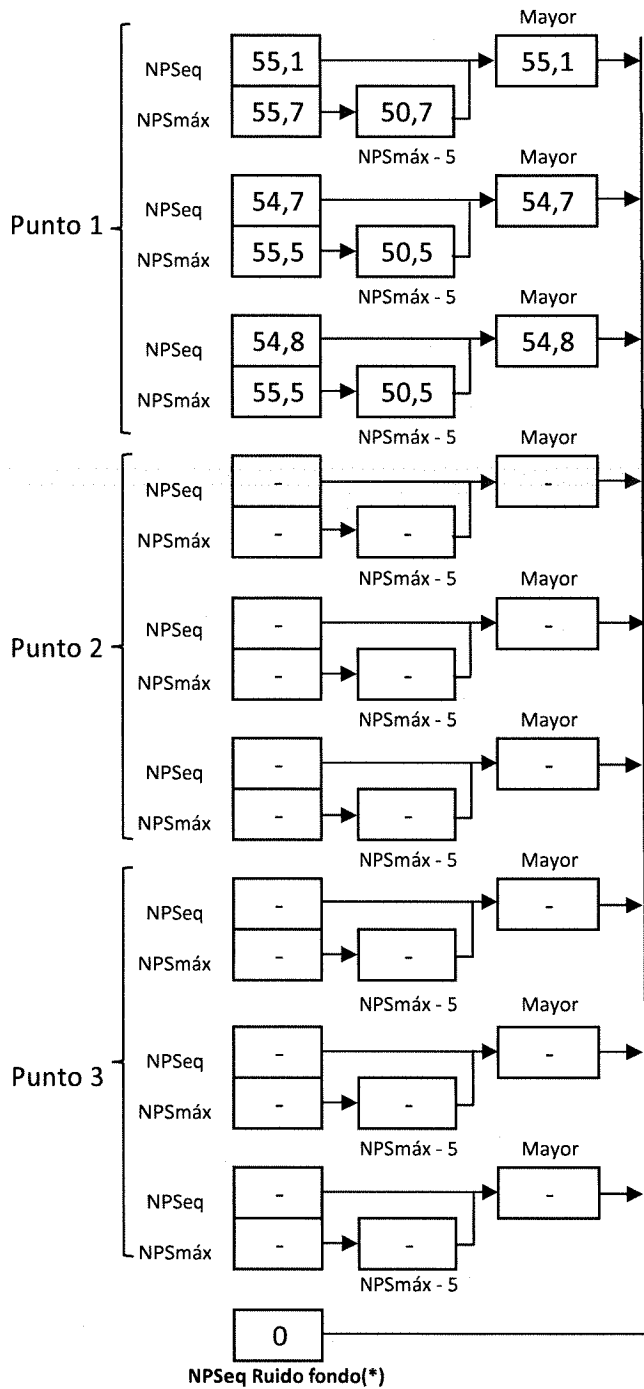 Mayor
NPSeq 55,1 55,1
NPSmáx 55,7 50,7
NPSmáx - 5
Mayor
NPSeq 54,7 54,7
Punto 1
NPSmáx 55,5 50,5
NPSmáx - 5
Mayor
NPSeq 54,8 54,8
NPSmáx 55,5 50,5
NPSmáx - 5
Mayor
NPSeq - -
NPSmáx - -
NPSmáx - 5
Mayor
NPSeq - -
Punto 2
NPSmáx - -
NPSmáx - 5
Mayor
NPSeq - -
NPSmáx - -
NPSmáx - 5
Mayor
NPSeq - -
NPSmáx - -
NPSmáx - 5
Mayor
NPSeq - -
Punto 3
NPSmáx - -
NPSmáx - 5
Mayor
NPSeq - -
NPSmáx - -
NPSmáx - 5
0
NPSeq Ruido fondo(*)